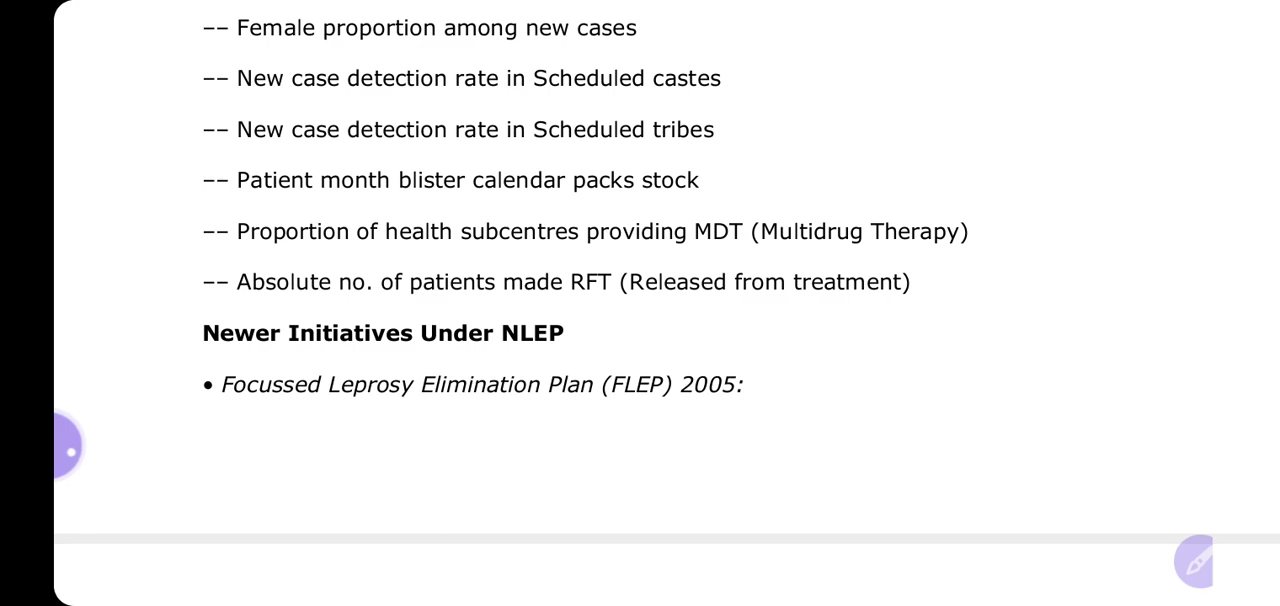 –– Female proportion among new cases
–– New case detection rate in Scheduled castes
–– New case detection rate in Scheduled tribes
–– Patient month blister calendar packs stock
–– Proportion of health subcentres providing MDT (Multidrug Therapy)
–– Absolute no. of patients made RFT (Released from treatment)
Newer Initiatives Under NLEP
• Focussed Leprosy Elimination Plan (FLEP) 2005: